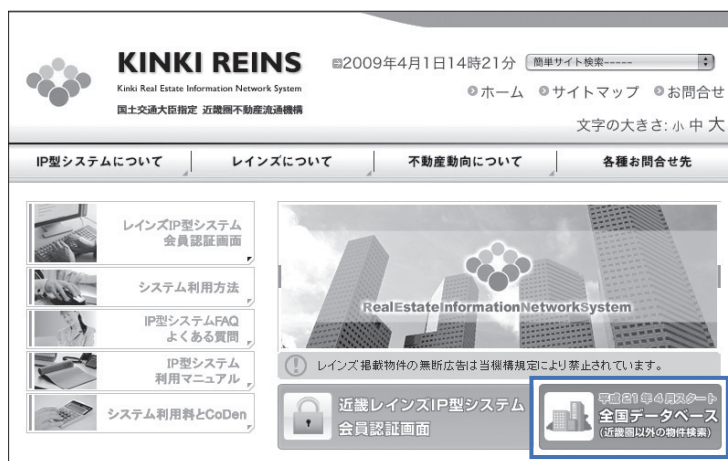 KINKI REINS
Kinki Real Estate Information Network System
国土交通大臣指定 近畿圏不動産流通機構
2009年4月1日14時21分 簡単サイト検索-----
ホーム サイトマップ お問合せ
文字の大きさ: 小 中 大
IP型システムについて レインズについて 不動産動向について 各種お問合せ先
レインズIP型システム
会員認証画面
システム利用方法
IP型システムFAQ
よくある質問
IP型システム
利用マニュアル
システム利用料とCoDen
RealEstateInformationNetworkSystem
レインズ掲載物件の無断広告は当機構規定により禁止されています。
近畿レインズIP型システム
会員認証画面
平成21年4月スタート
全国データベース
(近畿圏以外の物件検索)